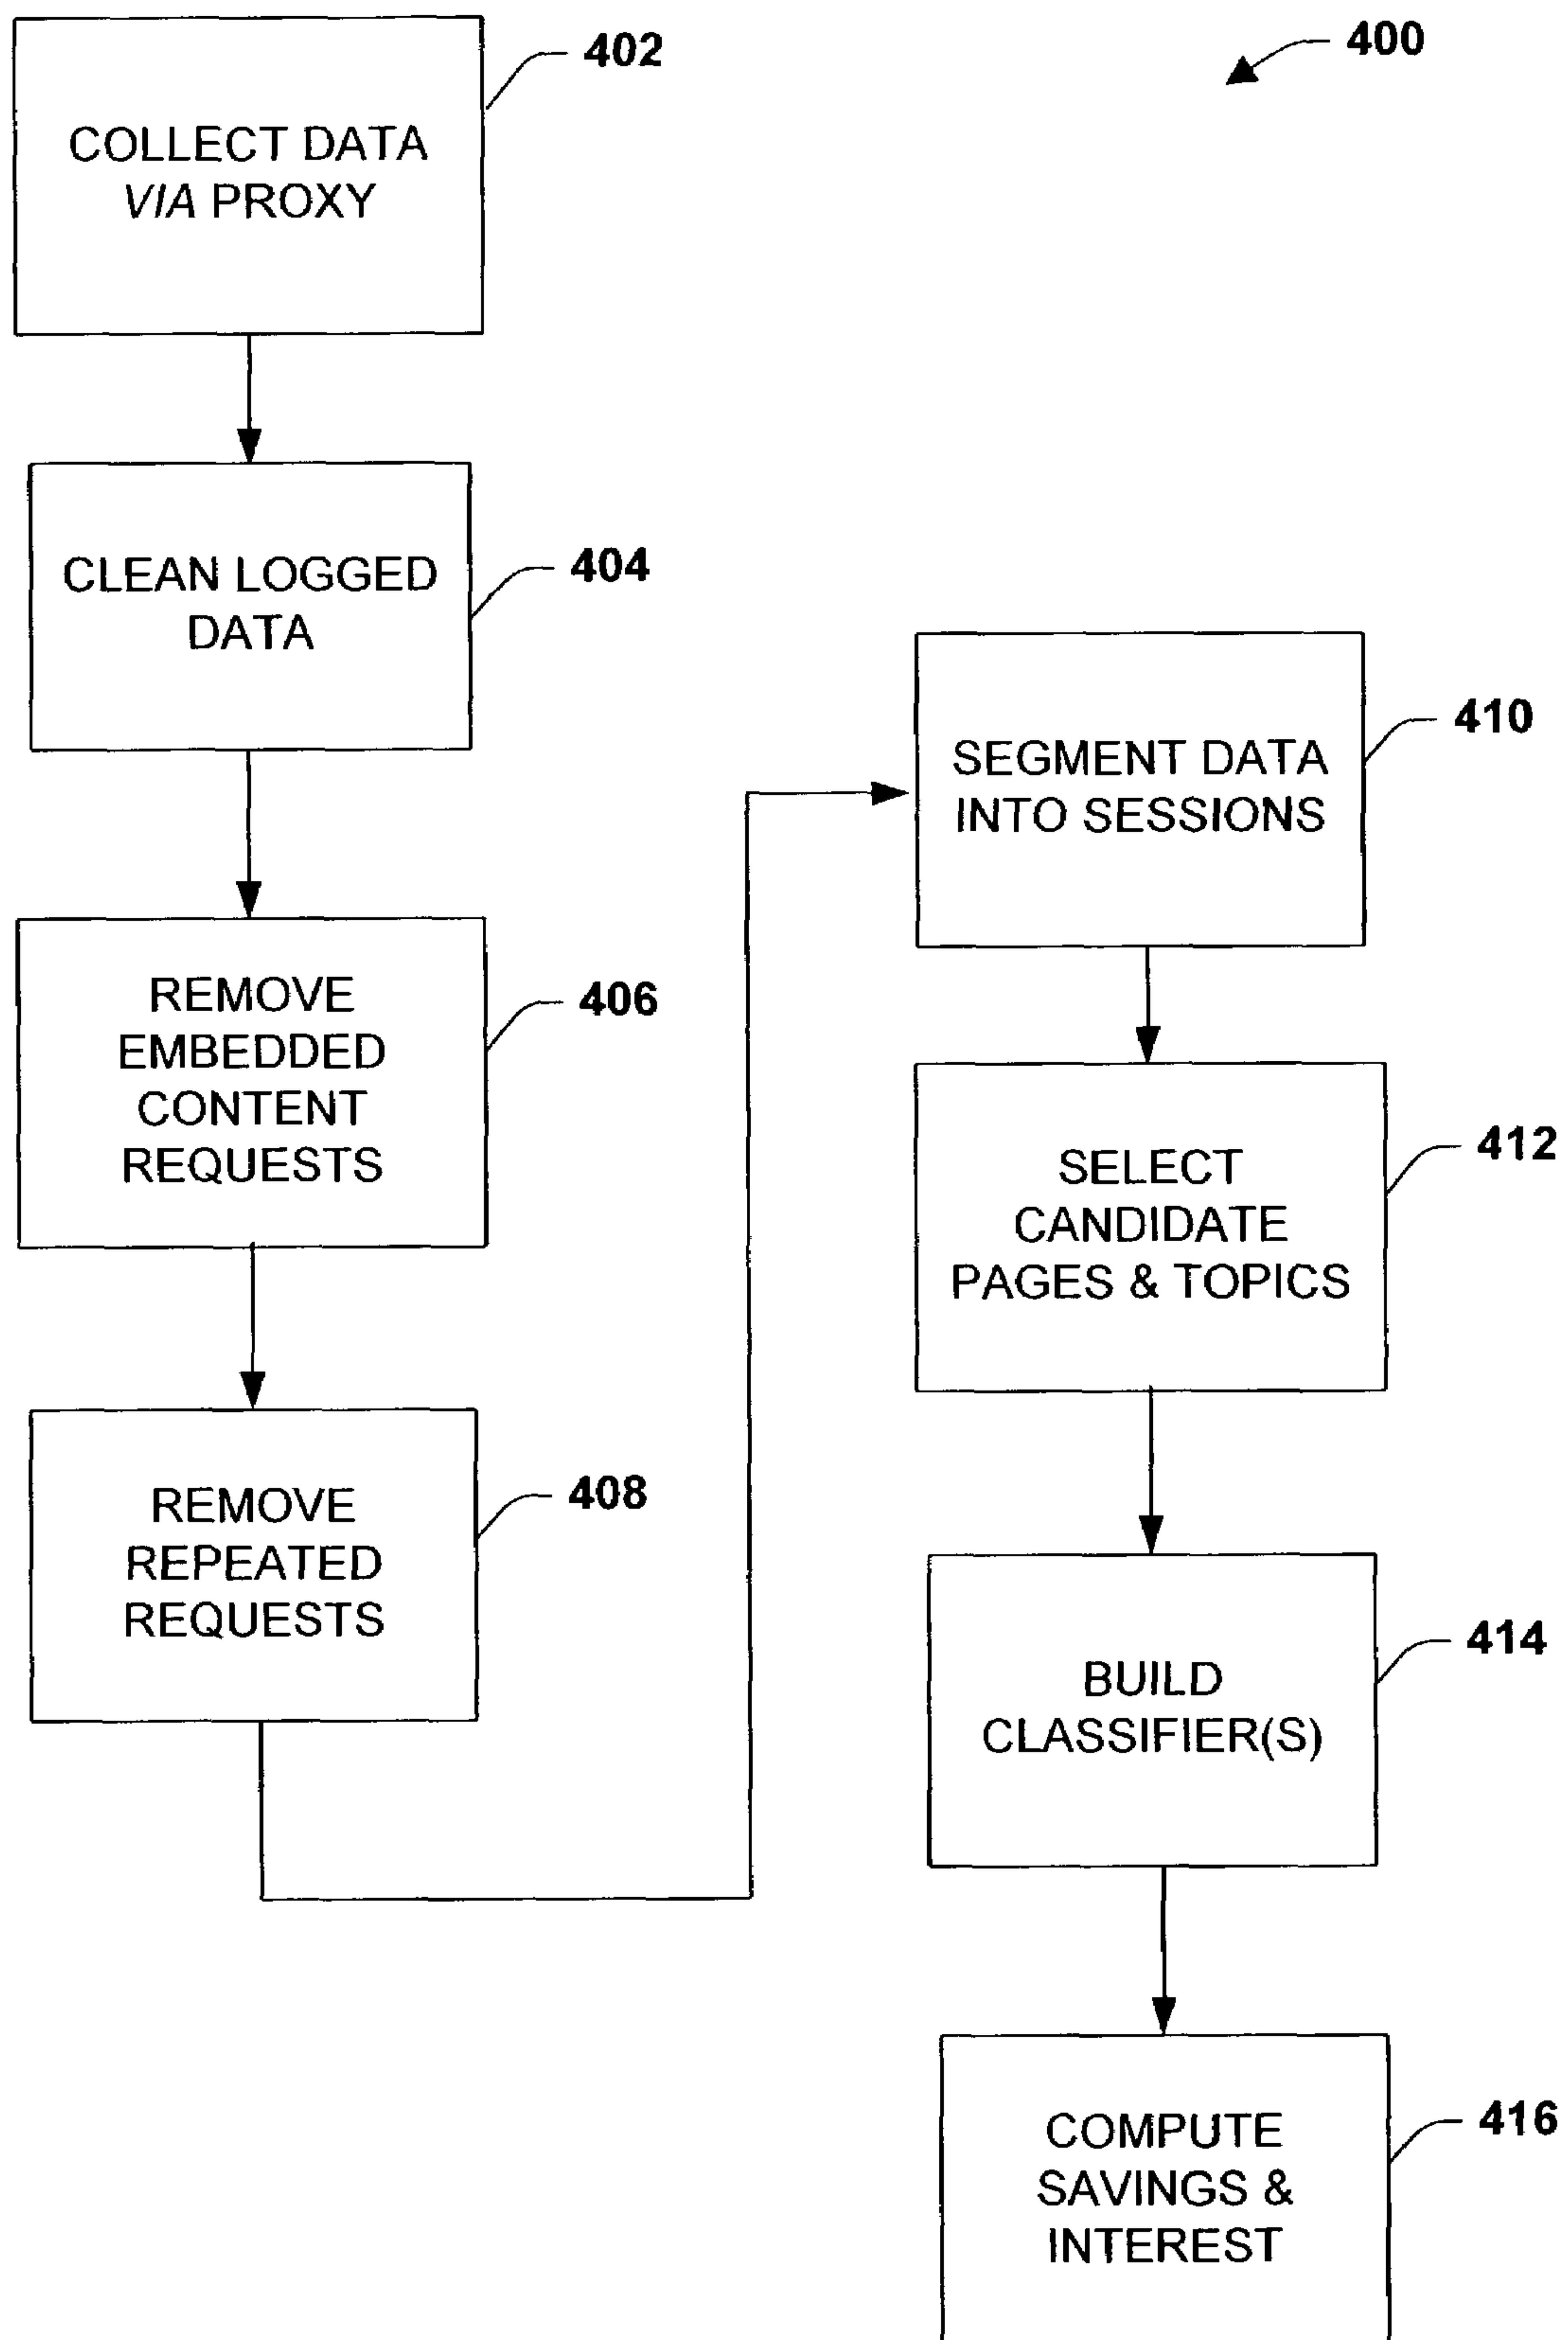 400
402
COLLECT DATA
VIA PROXY
404
CLEAN LOGGED
DATA
406
REMOVE
EMBEDDED
CONTENT
REQUESTS
408
REMOVE
REPEATED
REQUESTS
410
SEGMENT DATA
INTO SESSIONS
412
SELECT
CANDIDATE
PAGES & TOPICS
414
BUILD
CLASSIFIER(S)
416
COMPUTE
SAVINGS &
INTEREST